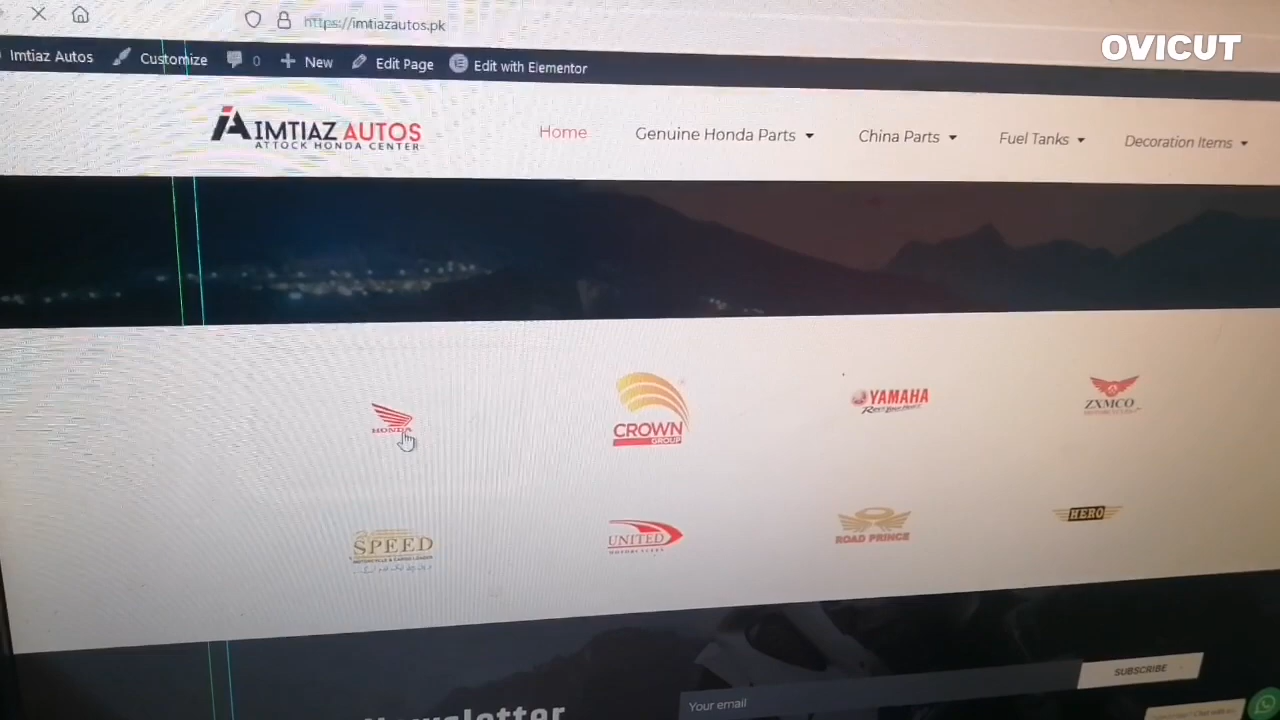 https://imtiazautos.pk
OVICUT
Imtiaz Autos Customize 0 New Edit Page Edit with Elementor
IMTIAZ AUTOS
ATTOCK HONDA CENTER
Home Genuine Honda Parts China Parts Fuel Tanks Decoration Items
HONDA
CROWN
GROUP
YAMAHA
ZXMCO
SPEED
UNITED
MOTORCYCLES
ROAD PRINCE
HERO
Newsletter
Your email
SUBSCRIBE